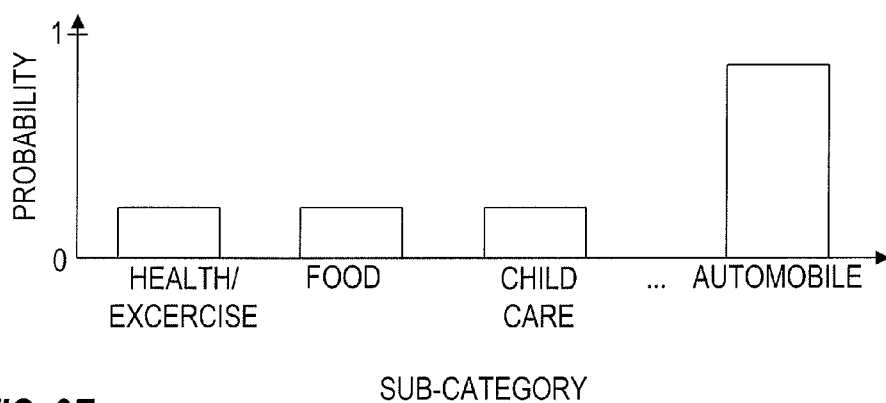 1
PROBABILITY
0
HEALTH/ FOOD CHILD ... AUTOMOBILE
EXCERCISE CARE
SUB-CATEGORY